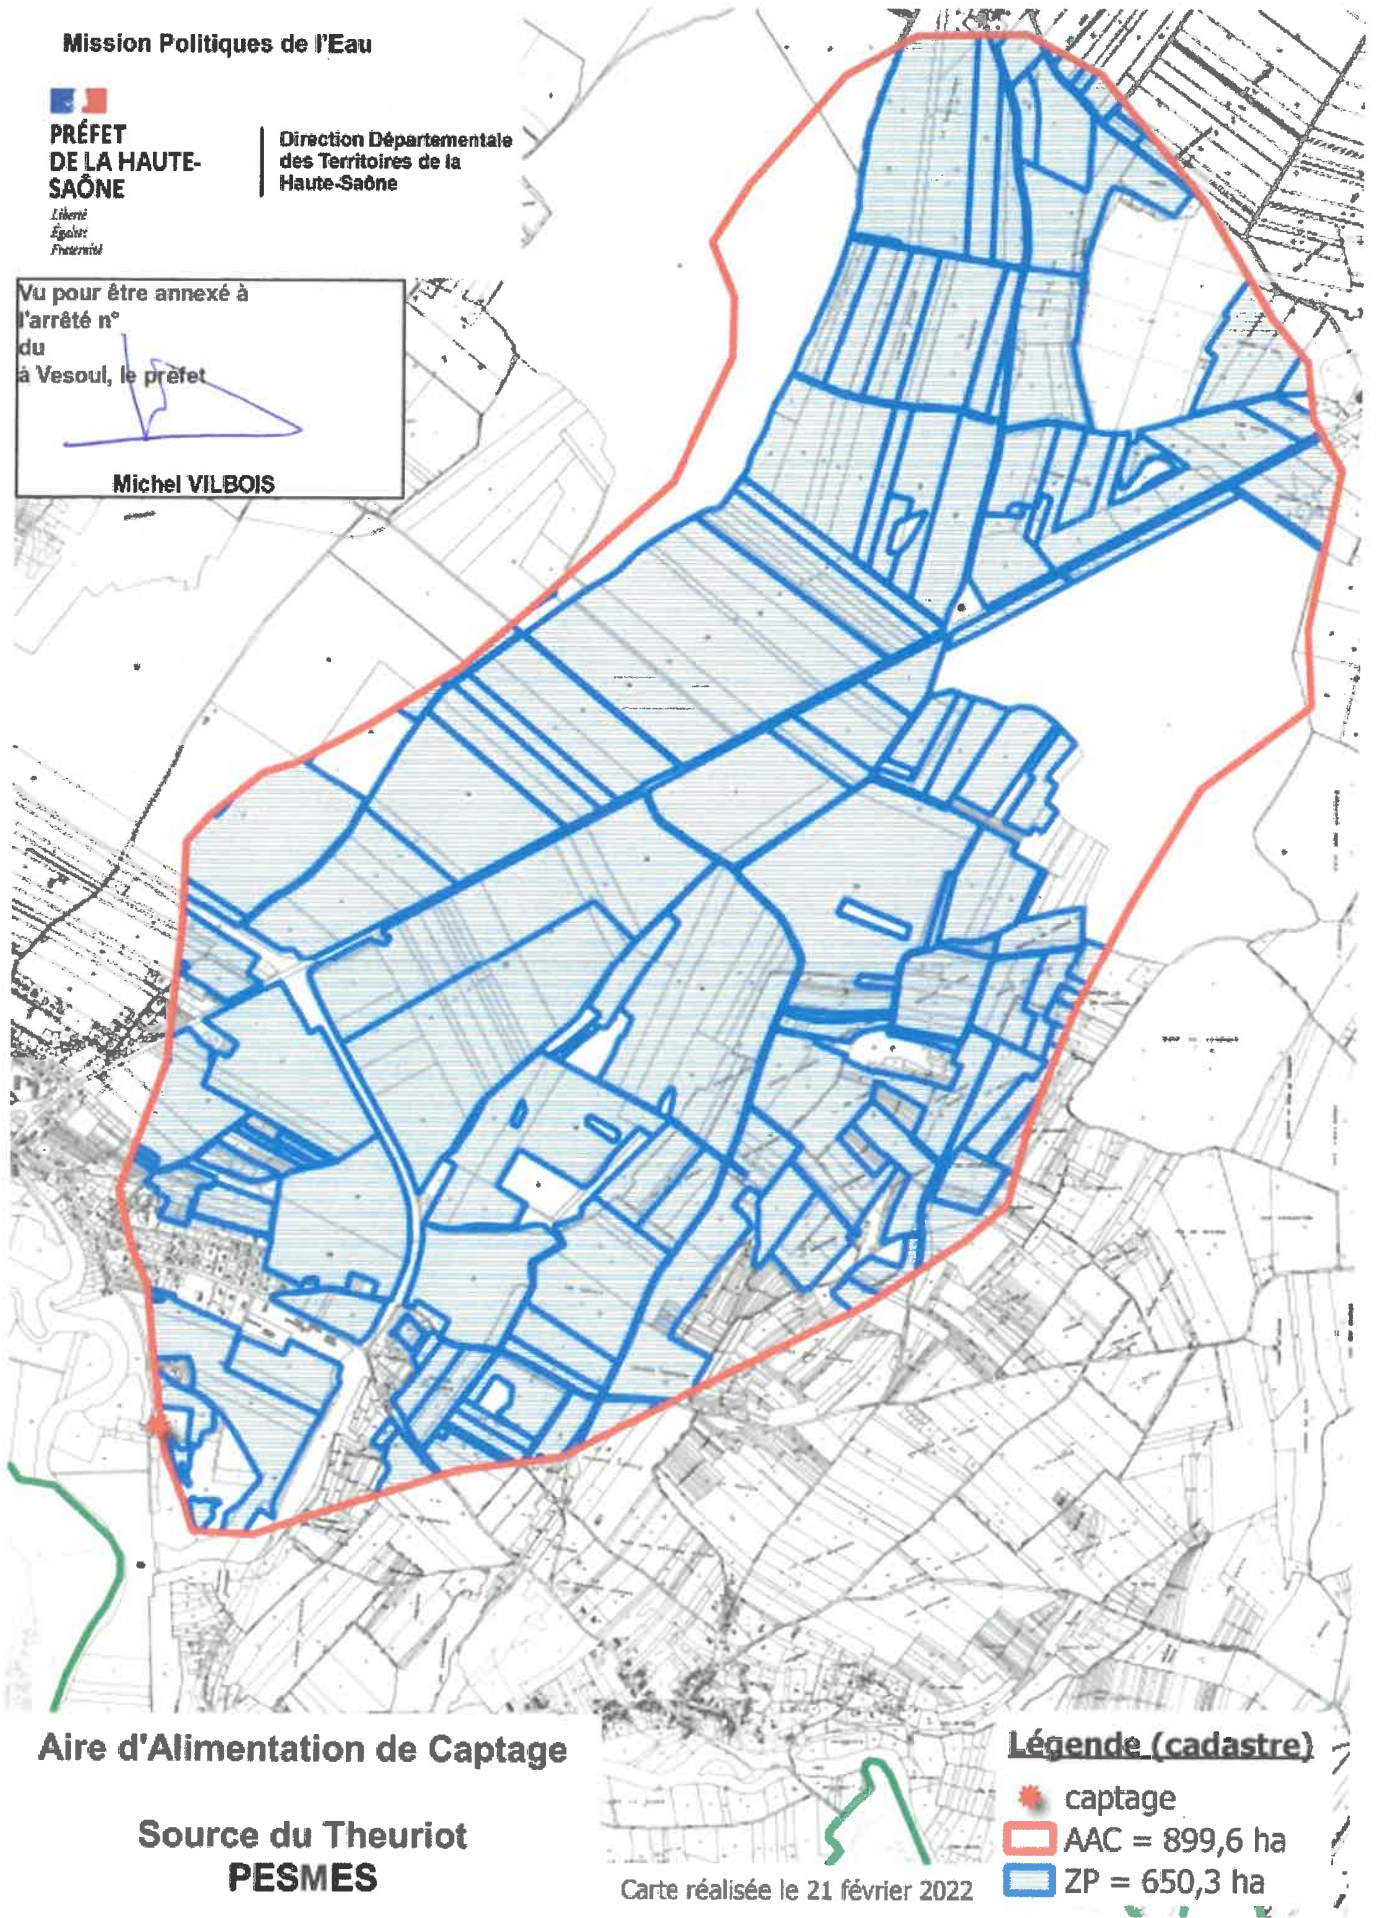 Mission Politiques de l'Eau
PRÉFET
DE LA HAUTE-
SAÔNE
Liberté
Égalité
Fraternité
Direction Départementale
des Territoires de la
Haute-Saône
Vu pour être annexé à
l'arrêté n°
du
à Vesoul, le préfet
Michel VILBOIS
Aire d'Alimentation de Captage
Source du Theuriot
PESMES
Carte réalisée le 21 février 2022
Légende (cadastre)
captage
AAC = 899,6 ha
ZP = 650,3 ha